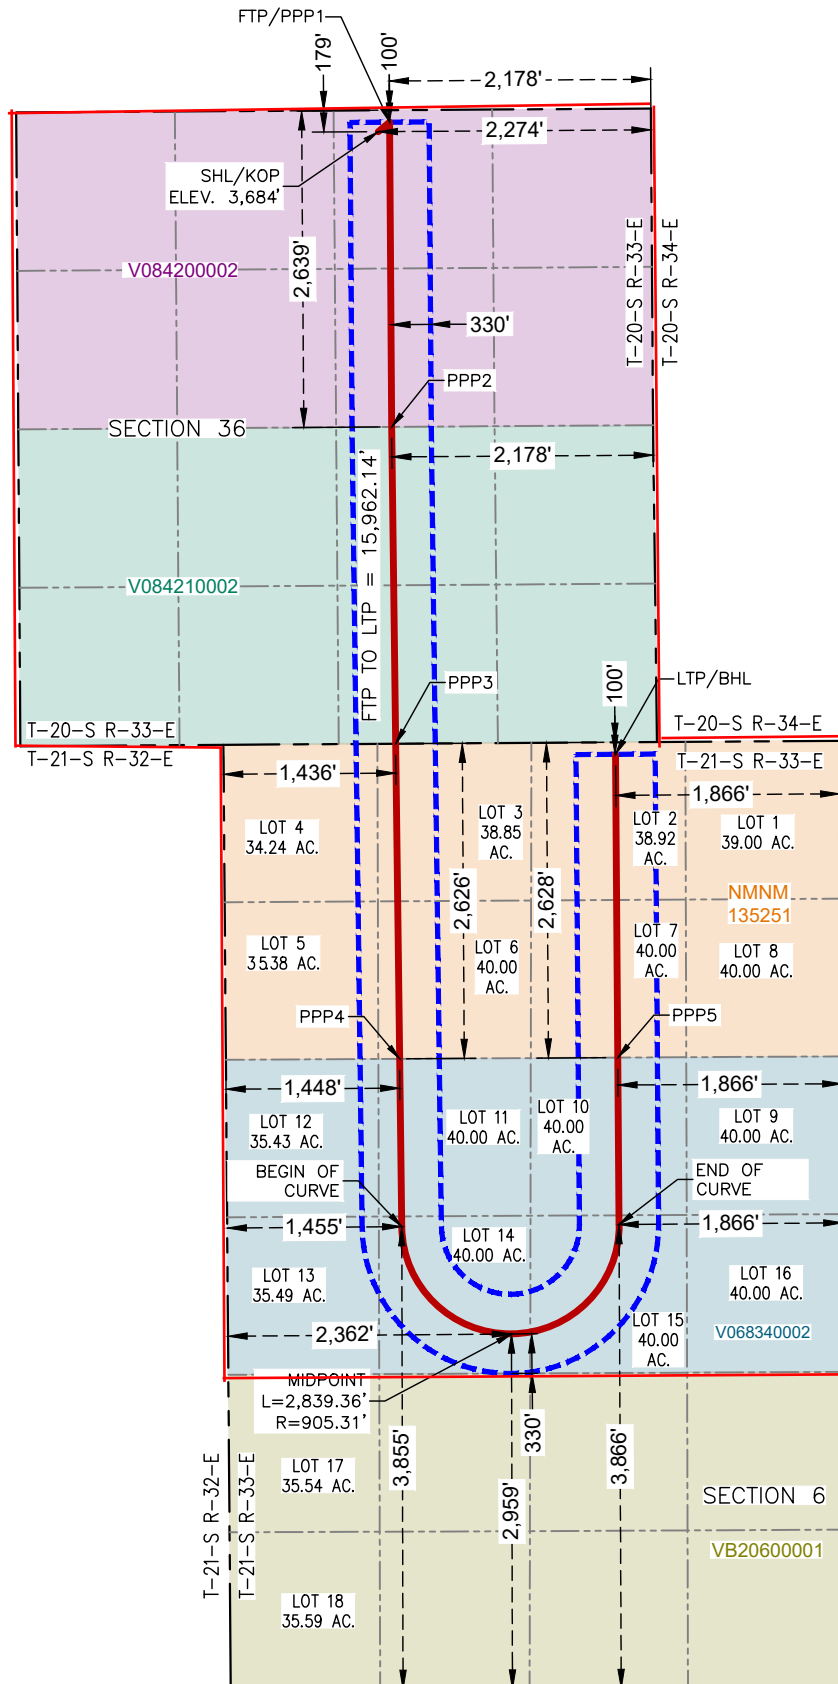 FTP/PPP1
179'
100'
2,178'
2,274'
SHL/KOP
ELEV. 3,684'
T-20-S R-33-E
T-20-S R-34-E
V084200002
2,639'
330'
PPP2
SECTION 36
2,178'
FTP TO LTP = 15,962.14'
V084210002
PPP3
100'
LTP/BHL
T-20-S R-33-E
T-21-S R-32-E
T-20-S R-34-E
T-21-S R-33-E
1,436'
1,866'
LOT 4
34.24 AC.
LOT 3
38.85
AC.
LOT 2
38.92
AC.
LOT 1
39.00 AC.
2,626'
2,628'
NMNM
135251
LOT 5
35.38 AC.
LOT 6
40.00
AC.
LOT 7
40.00
AC.
LOT 8
40.00 AC.
PPP4
PPP5
1,448'
1,866'
LOT 12
35.43 AC.
LOT 11
40.00 AC.
LOT 10
40.00
AC.
LOT 9
40.00 AC.
BEGIN OF
CURVE
END OF
CURVE
1,455'
1,866'
LOT 14
40.00 AC.
LOT 13
35.49 AC.
LOT 16
40.00 AC.
2,362'
LOT 15
40.00
AC.
V068340002
MIDPOINT
L=2,839.36'
R=905.31'
3,855'
330'
3,866'
2,959'
LOT 17
35.54 AC.
SECTION 6
T-21-S R-32-E
T-21-S R-33-E
VB20600001
LOT 18
35.59 AC.